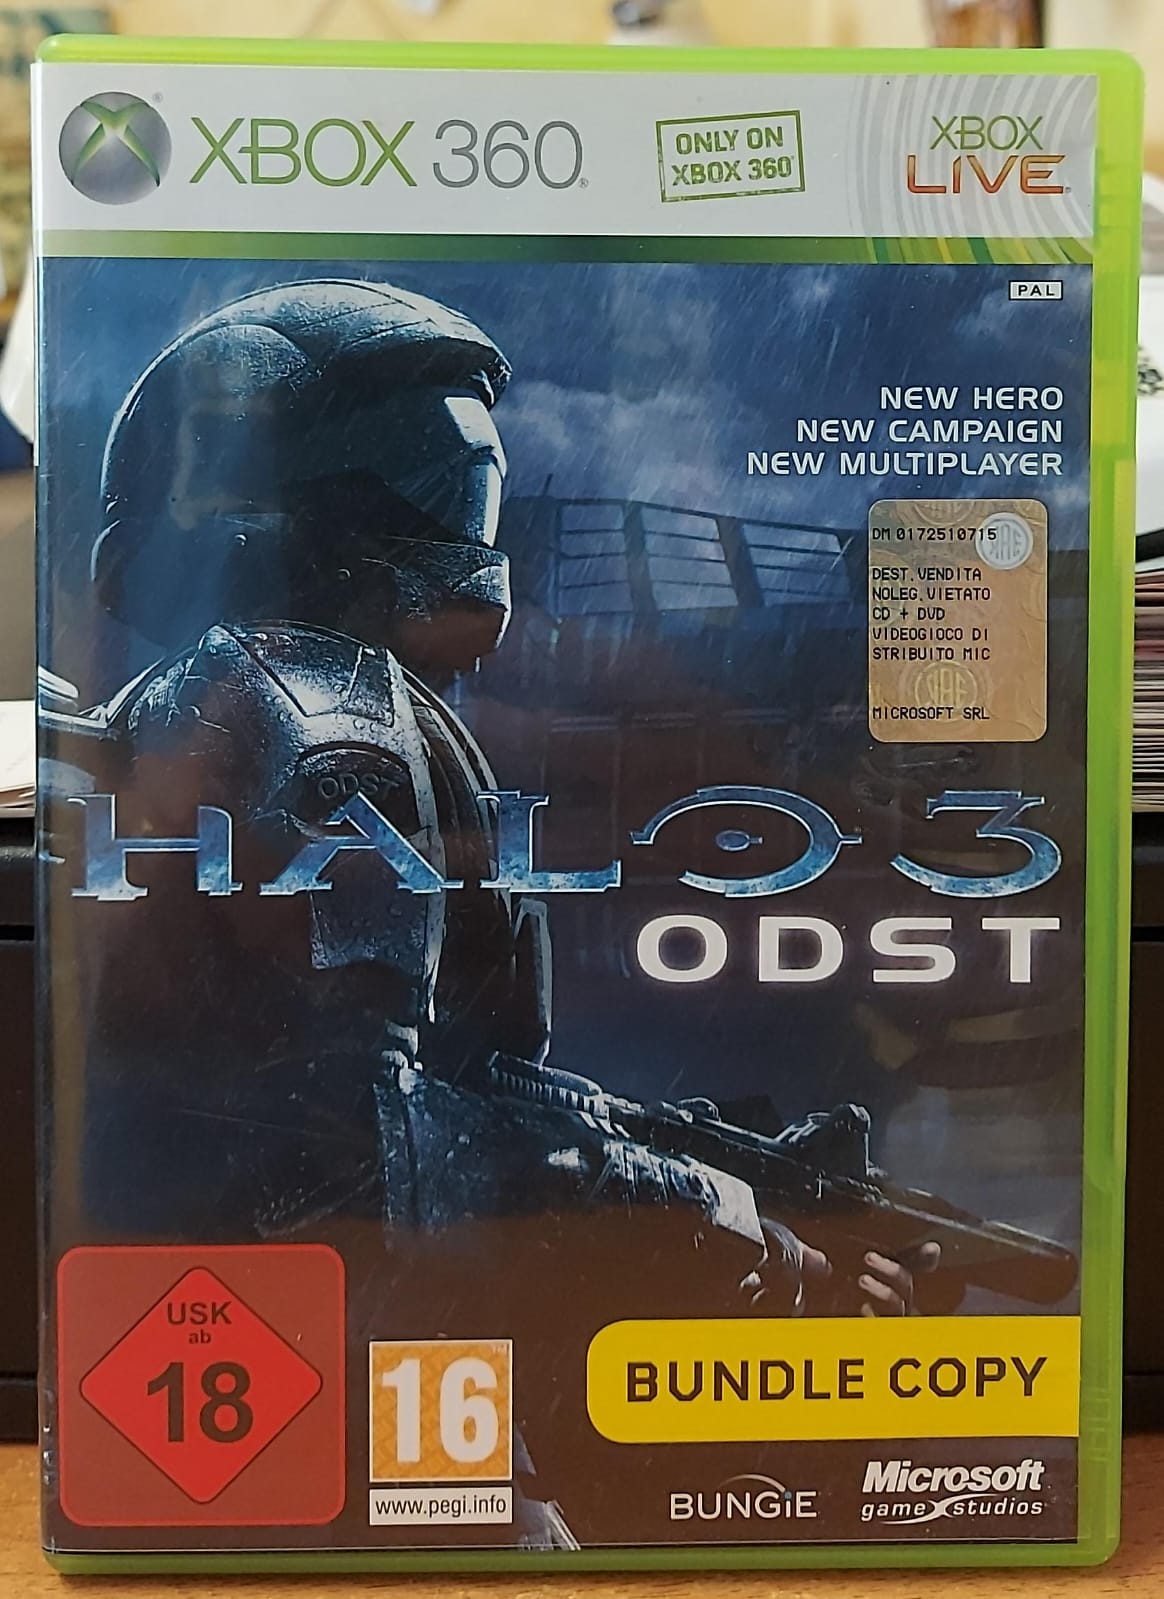 XBOX 360
ONLY ON
XBOX 360
XBOX
LIVE
PAL
NEW HERO
NEW CAMPAIGN
NEW MULTIPLAYER
DM 0172510715
DEST.VENDITA
NOLEG.VIETATO
CD + DVD
VIDEOGIOCO DI
STRIBUITO MIC
MICROSOFT SRL
ODST
HALO 3
ODST
USK
ab
18
16
www.pegi.info
BUNDLE COPY
BUNGiE
Microsoft
game studios